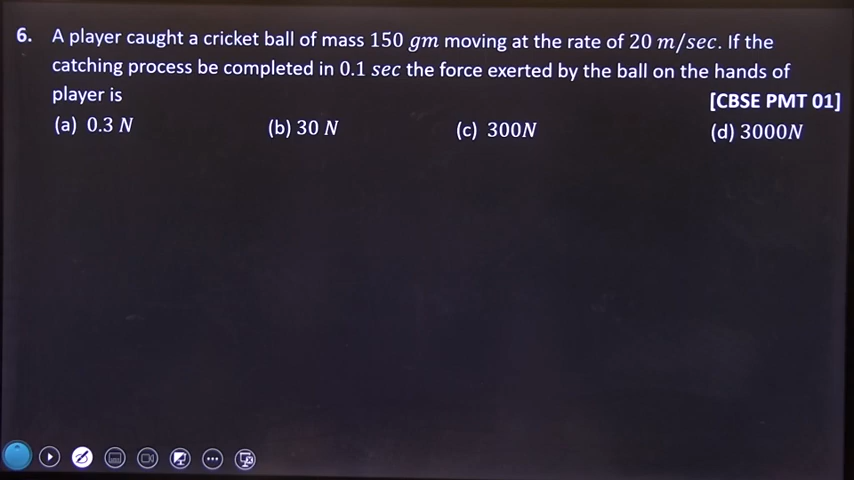 6. A player caught a cricket ball of mass 150 gm moving at the rate of 20 m/sec. If the
catching process be completed in 0.1 sec the force exerted by the ball on the hands of
player is [CBSE PMT 01]
(a) 0.3 N (b) 30 N (c) 300N (d) 3000N